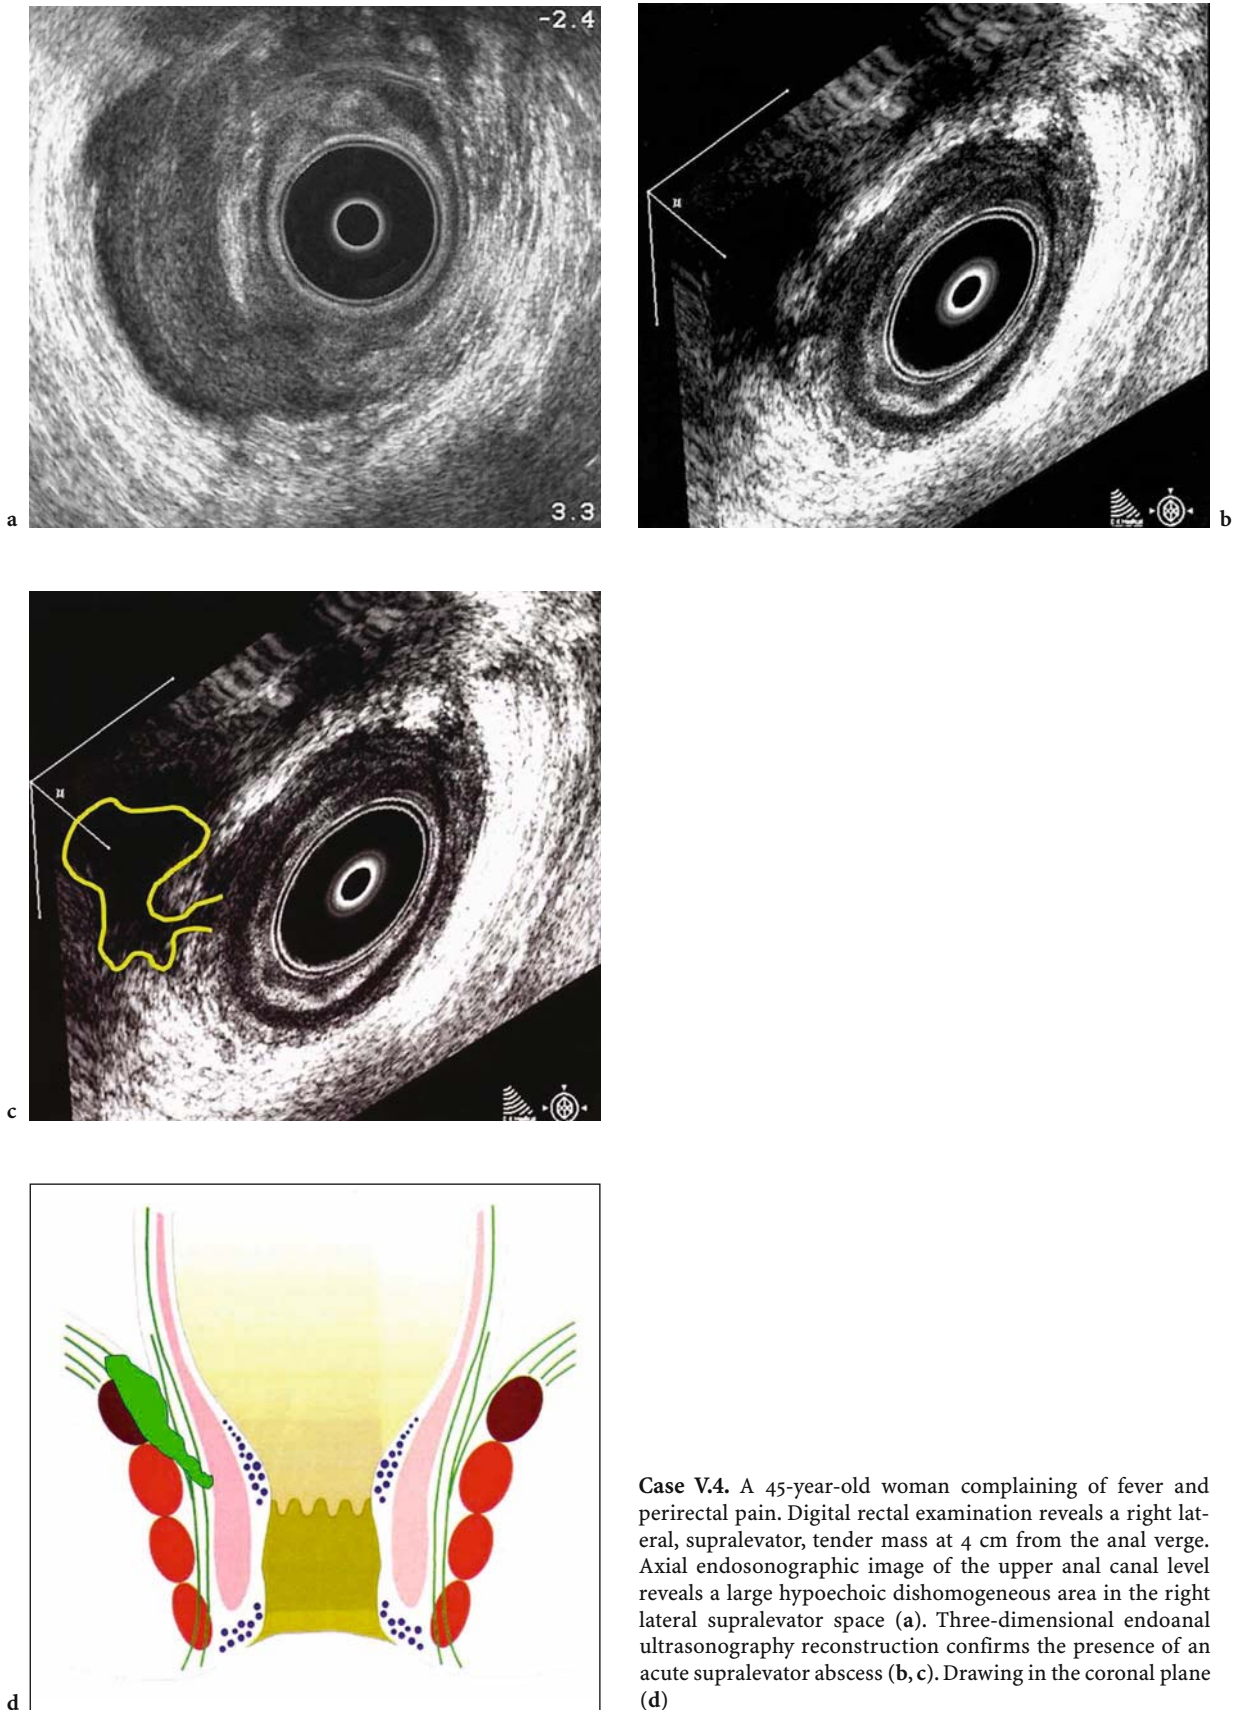 -2.4
3.3
a
b
c
d
Case V.4. A 45-year-old woman complaining of fever and
perirectal pain. Digital rectal examination reveals a right lat-
eral, supralevator, tender mass at 4 cm from the anal verge.
Axial endosonographic image of the upper anal canal level
reveals a large hypoechoic dishomogeneous area in the right
lateral supralevator space (a). Three-dimensional endoanal
ultrasonography reconstruction confirms the presence of an
acute supralevator abscess (b, c). Drawing in the coronal plane
(d)